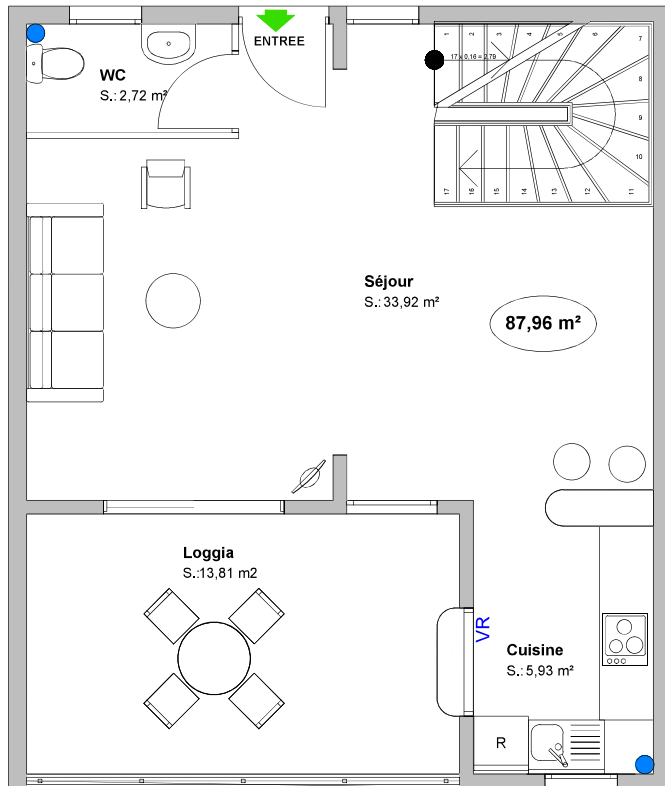 ENTREE
WC
S.: 2,72 m²
1
2
3
4
5
6
7
8
9
10
11
12
13
14
15
16
17
17 x 0,16 = 2,79
Séjour
S.: 33,92 m²
87,96 m²
Loggia
S.:13,81 m2
VR
Cuisine
S.: 5,93 m²
R